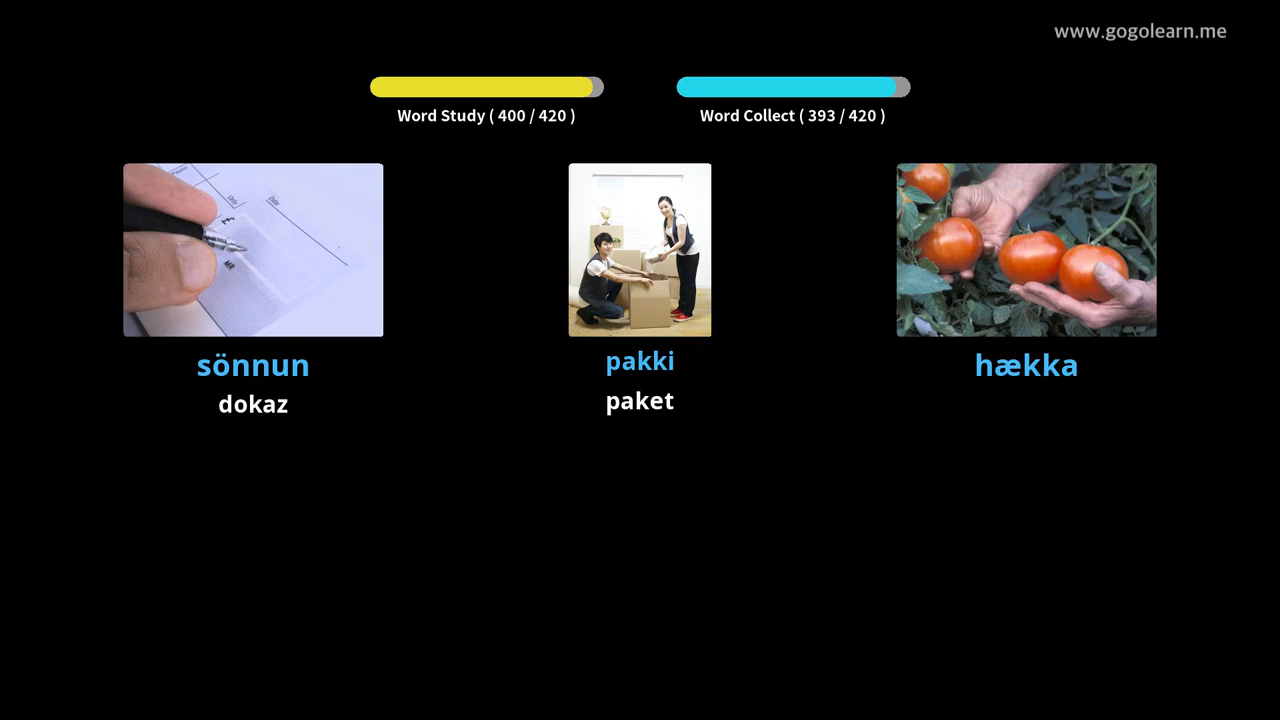 www.gogolearn.me
Word Study ( 400 / 420 )
Word Collect ( 393 / 420 )
sönnun
dokaz
pakki
paket
hækka